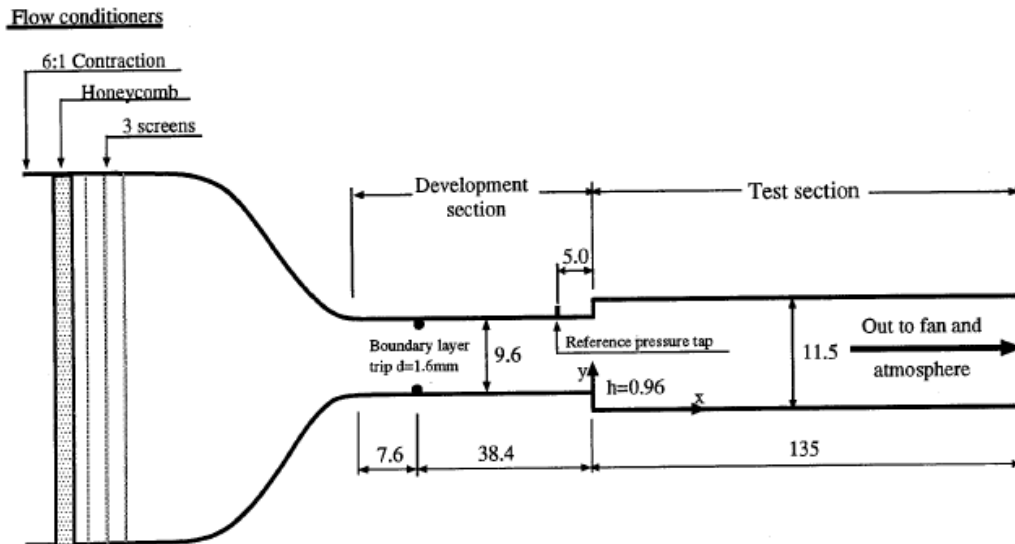 Flow conditioners
6:1 Contraction
Honeycomb
3 screens
Development
section
Test section
5.0
Boundary layer
trip d=1.6mm
9.6
Reference pressure tap
y
h=0.96
x
11.5
Out to fan and
atmosphere
7.6
38.4
135